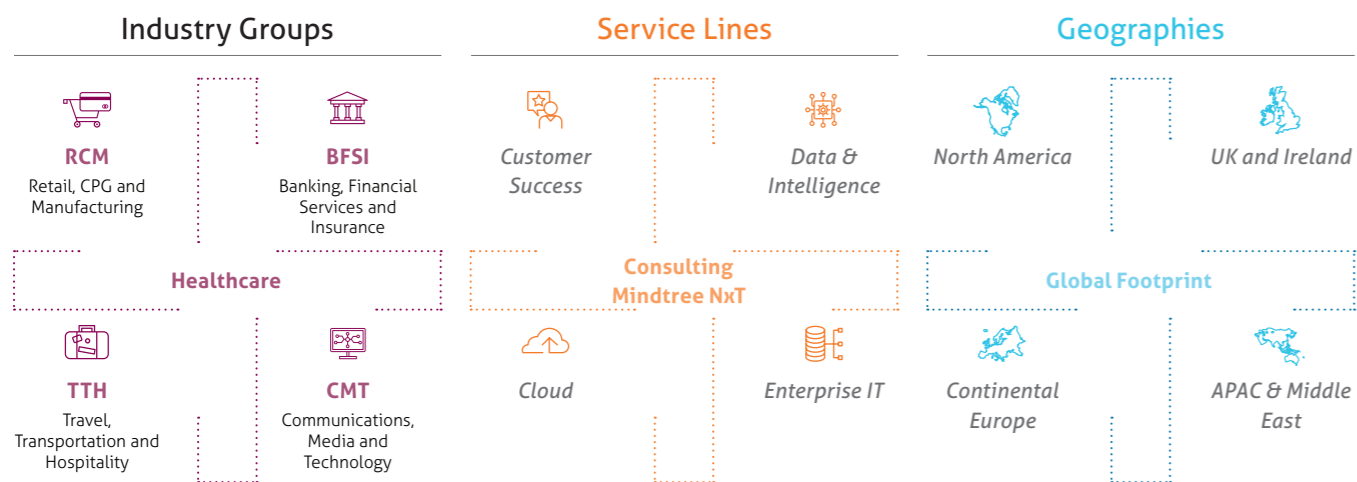 Industry Groups
RCM
Retail, CPG and
Manufacturing
BFSI
Banking, Financial
Services and
Insurance
Healthcare
TTH
Travel,
Transportation and
Hospitality
CMT
Communications,
Media and
Technology
Service Lines
Customer
Success
Data &
Intelligence
Consulting
Mindtree NxT
Cloud
Enterprise IT
Geographies
North America
UK and Ireland
Global Footprint
Continental
Europe
APAC & Middle
East